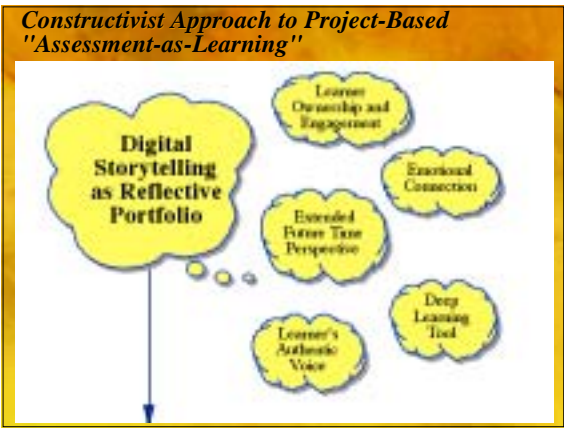 Constructivist Approach to Project-Based
"Assessment-as-Learning"
Digital
Storytelling
as Reflective
Portfolio
Learner
Ownership and
Engagement
Emotional
Connection
Extended
Future Time
Perspective
Deep
Learning
Tool
Learner's
Authentic
Voice